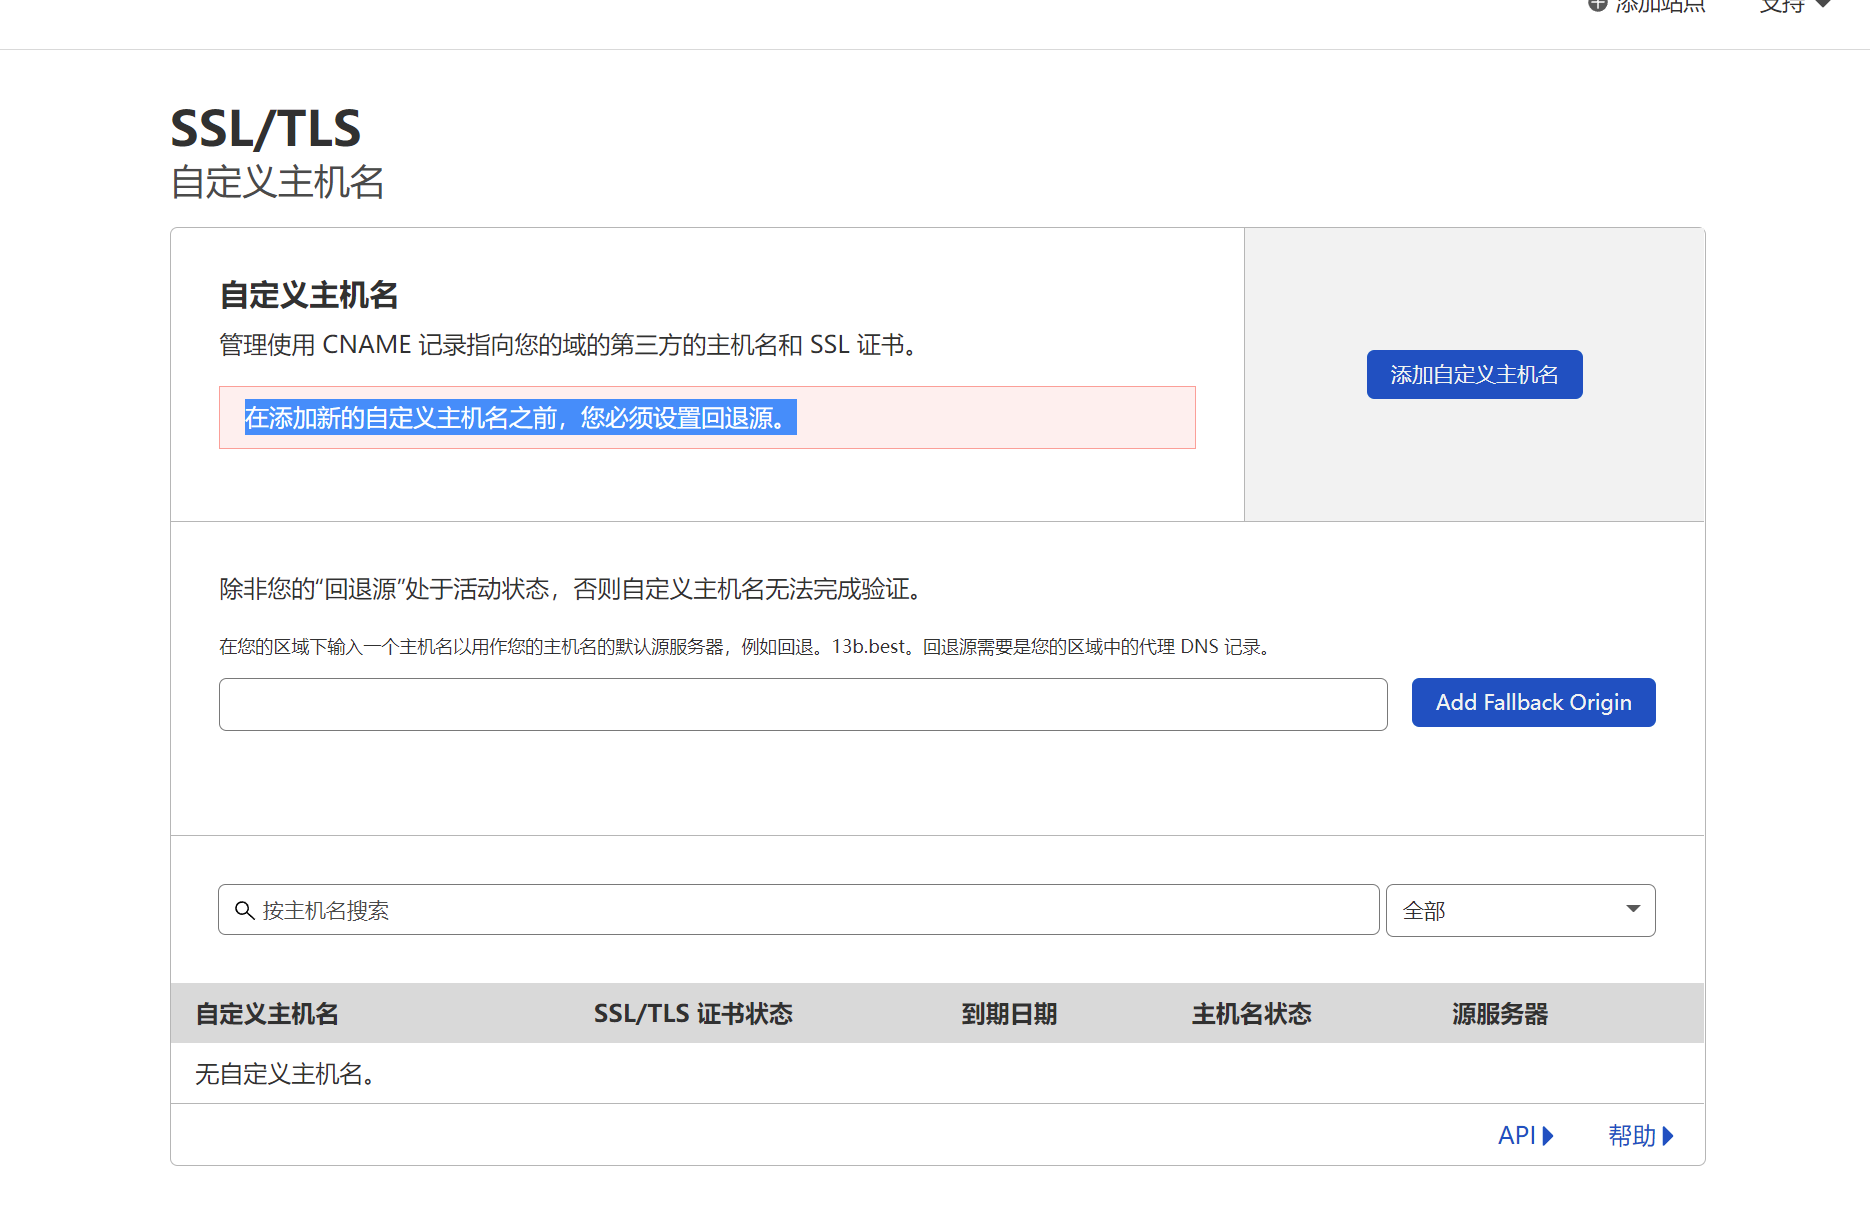 添加站点 支持
SSL/TLS
自定义主机名
自定义主机名
管理使用 CNAME 记录指向您的域的第三方的主机名和 SSL 证书。
添加自定义主机名
在添加新的自定义主机名之前，您必须设置回退源。
除非您的“回退源”处于活动状态，否则自定义主机名无法完成验证。
在您的区域下输入一个主机名以用作您的主机名的默认源服务器，例如回退。13b.best。回退源需要是您的区域中的代理 DNS 记录。
Add Fallback Origin
按主机名搜索 全部
自定义主机名 SSL/TLS 证书状态 到期日期 主机名状态 源服务器
无自定义主机名。
API 帮助